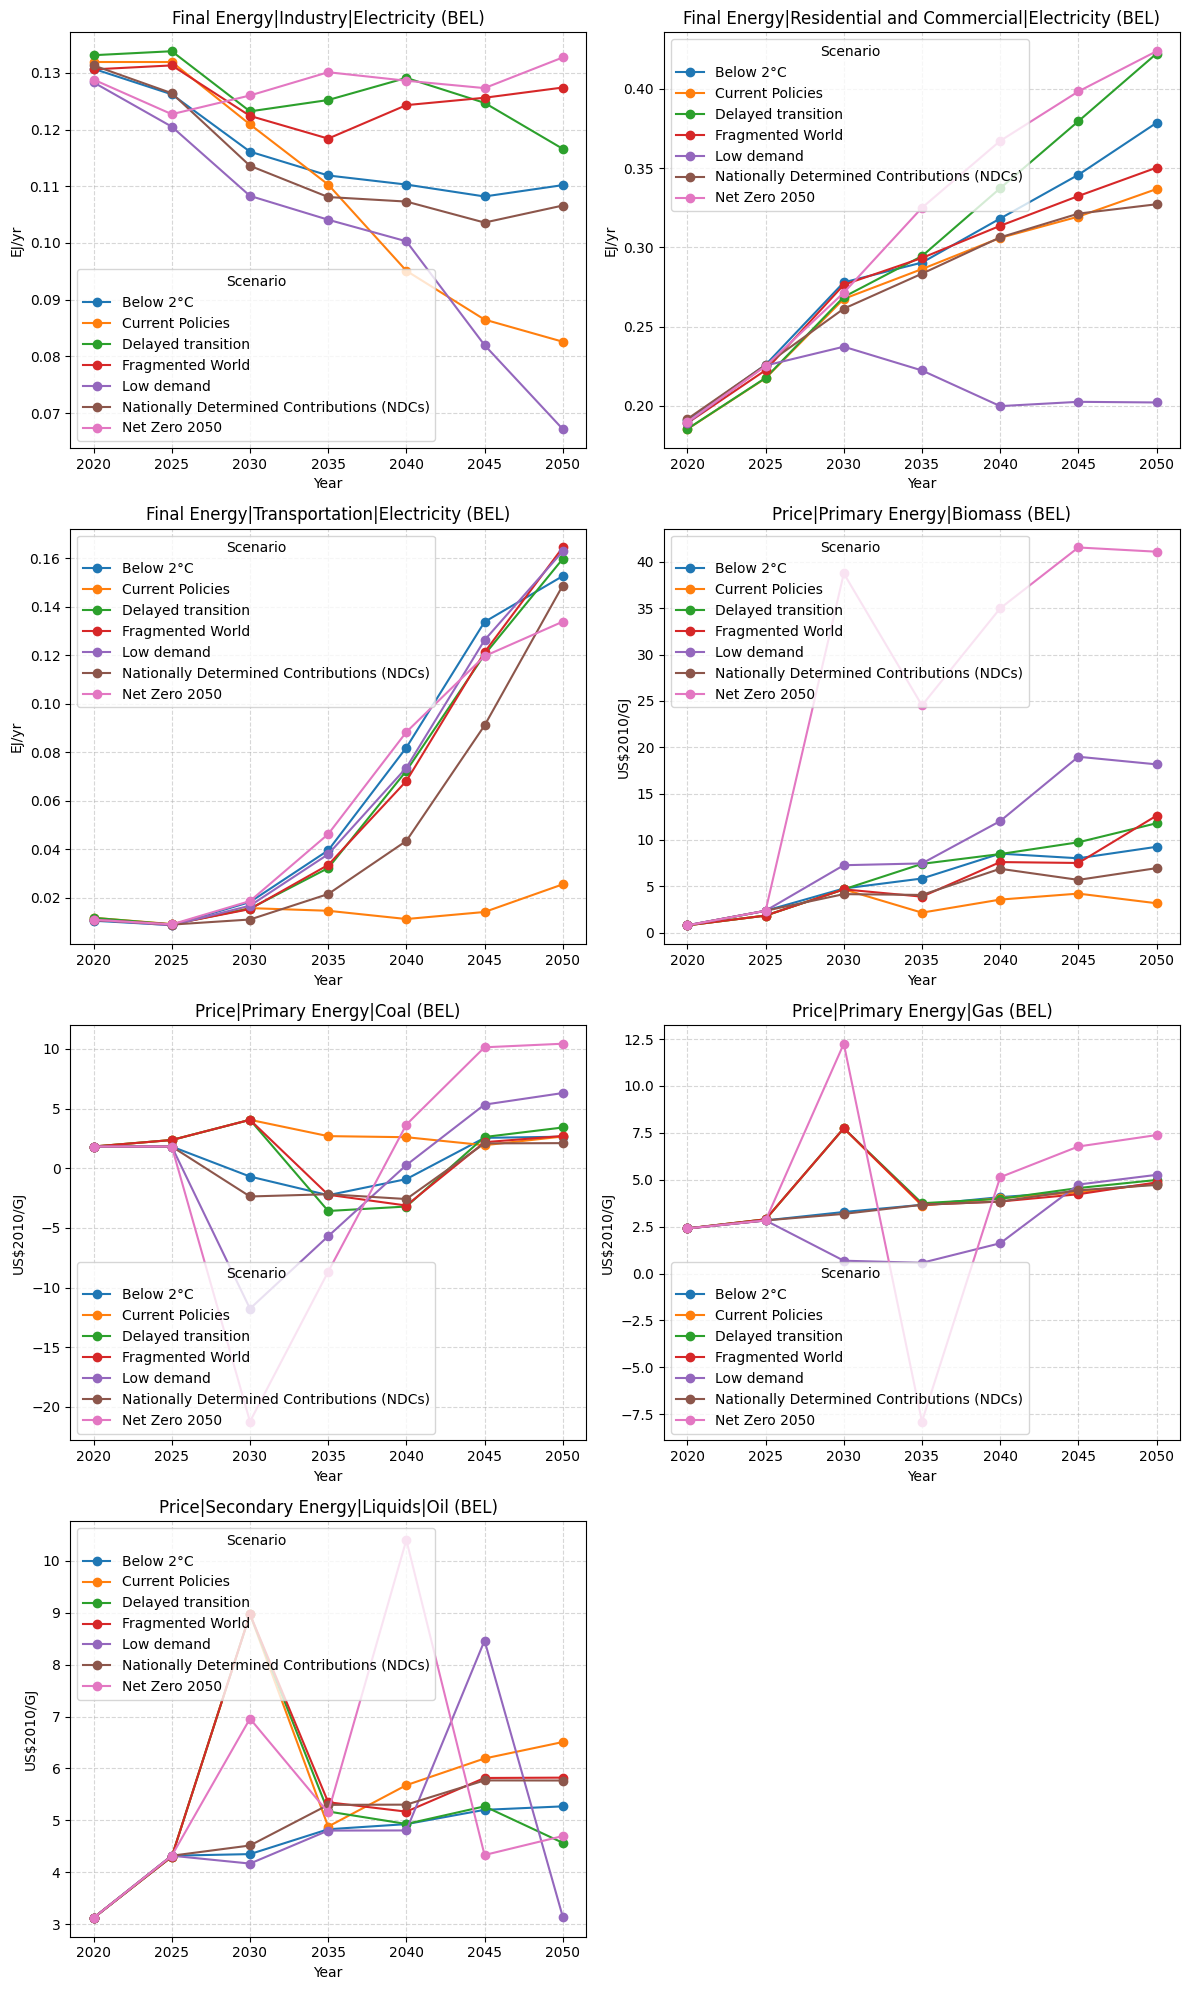 Final Energy|Industry|Electricity (BEL)
EJ/yr
0.13
0.12
0.11
0.10
0.09
0.08
0.07
Scenario
Below 2°C
Current Policies
Delayed transition
Fragmented World
Low demand
Nationally Determined Contributions (NDCs)
Net Zero 2050
2020 2025 2030 2035 2040 2045 2050
Year
Final Energy|Residential and Commercial|Electricity (BEL)
EJ/yr
0.40
0.35
0.30
0.25
0.20
Scenario
Below 2°C
Current Policies
Delayed transition
Fragmented World
Low demand
Nationally Determined Contributions (NDCs)
Net Zero 2050
2020 2025 2030 2035 2040 2045 2050
Year
Final Energy|Transportation|Electricity (BEL)
EJ/yr
0.16
0.14
0.12
0.10
0.08
0.06
0.04
0.02
Scenario
Below 2°C
Current Policies
Delayed transition
Fragmented World
Low demand
Nationally Determined Contributions (NDCs)
Net Zero 2050
2020 2025 2030 2035 2040 2045 2050
Year
Price|Primary Energy|Biomass (BEL)
US$2010/GJ
40
35
30
25
20
15
10
5
0
Scenario
Below 2°C
Current Policies
Delayed transition
Fragmented World
Low demand
Nationally Determined Contributions (NDCs)
Net Zero 2050
2020 2025 2030 2035 2040 2045 2050
Year
Price|Primary Energy|Coal (BEL)
US$2010/GJ
10
5
0
−5
−10
−15
−20
Scenario
Below 2°C
Current Policies
Delayed transition
Fragmented World
Low demand
Nationally Determined Contributions (NDCs)
Net Zero 2050
2020 2025 2030 2035 2040 2045 2050
Year
Price|Primary Energy|Gas (BEL)
US$2010/GJ
12.5
10.0
7.5
5.0
2.5
0.0
−2.5
−5.0
−7.5
Scenario
Below 2°C
Current Policies
Delayed transition
Fragmented World
Low demand
Nationally Determined Contributions (NDCs)
Net Zero 2050
2020 2025 2030 2035 2040 2045 2050
Year
Price|Secondary Energy|Liquids|Oil (BEL)
US$2010/GJ
10
9
8
7
6
5
4
3
Scenario
Below 2°C
Current Policies
Delayed transition
Fragmented World
Low demand
Nationally Determined Contributions (NDCs)
Net Zero 2050
2020 2025 2030 2035 2040 2045 2050
Year